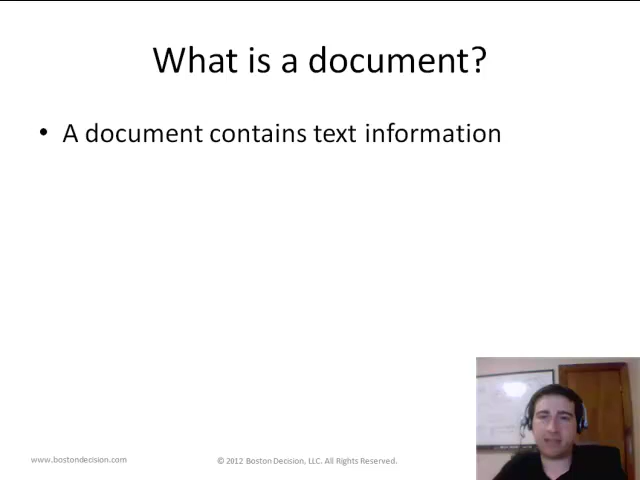 What is a document?
• A document contains text information
www.bostondecision.com
© 2012 Boston Decision, LLC. All Rights Reserved.